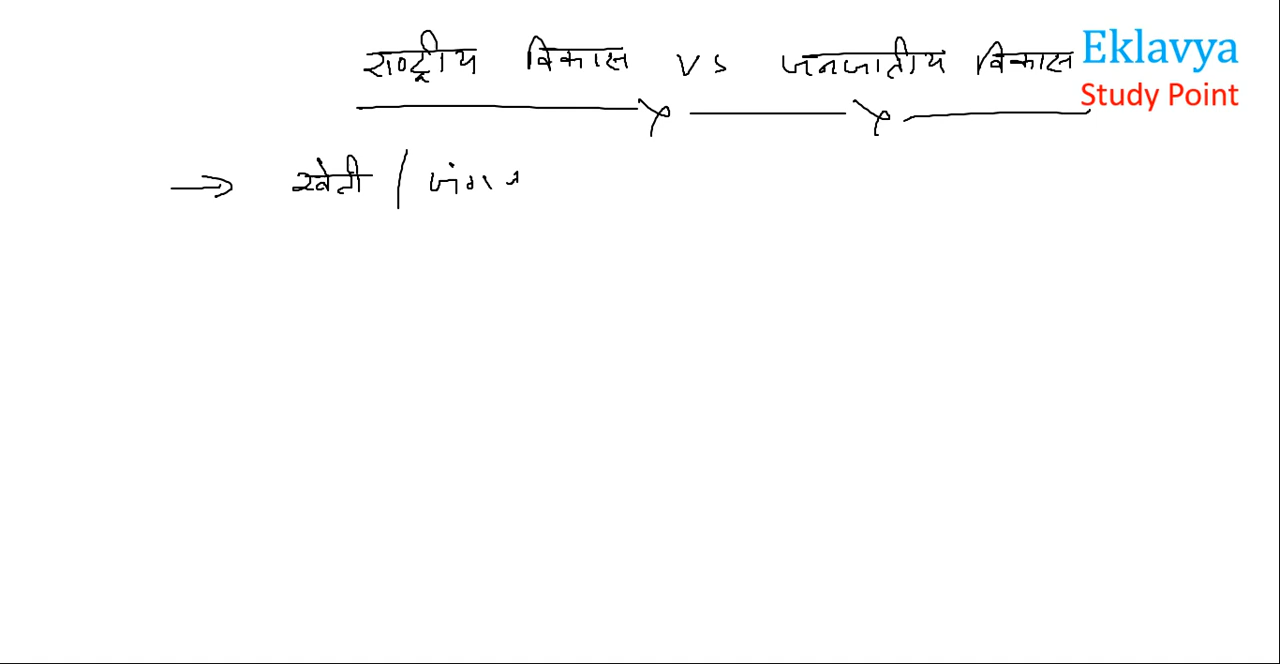 राष्ट्रीय विकास vs जनजातीय विकास
Eklavya
Study Point
→ खेती / जंगल